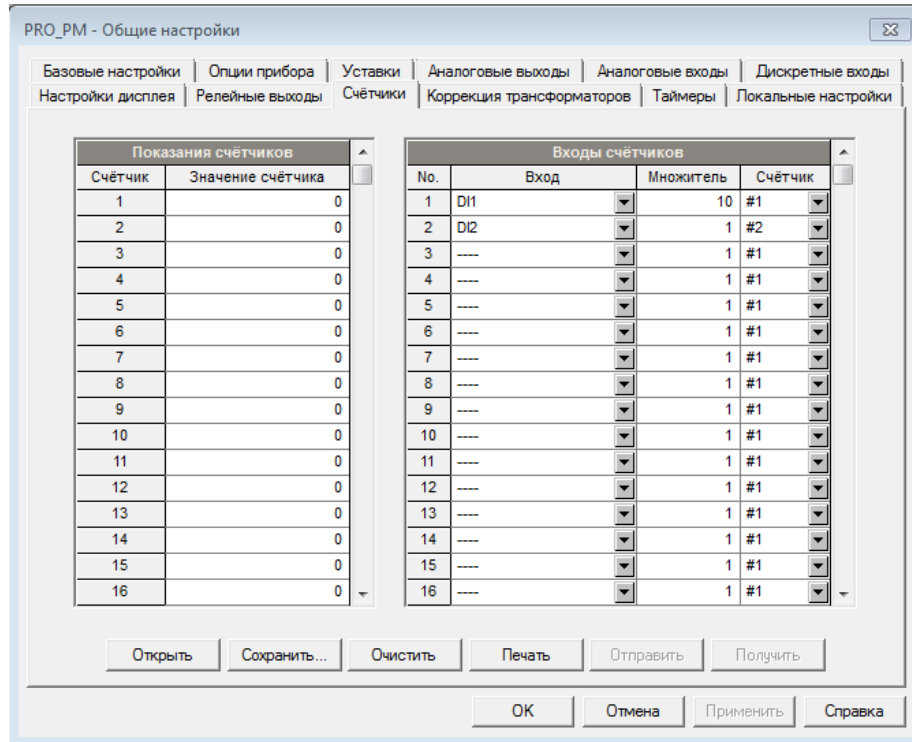 PRO_PM - Общие настройки
Базовые настройки Опции прибора Уставки Аналоговые выходы Аналоговые входы Дискретные входы
Настройки дисплея Релейные выходы Счётчики Коррекция трансформаторов Таймеры Локальные настройки
Показания счётчиков Входы счётчиков
Счётчик Значение счётчика No. Вход Множитель Счётчик
1 0 1 DI1 10 #1
2 0 2 DI2 1 #2
3 0 3 ---- 1 #1
4 0 4 ---- 1 #1
5 0 5 ---- 1 #1
6 0 6 ---- 1 #1
7 0 7 ---- 1 #1
8 0 8 ---- 1 #1
9 0 9 ---- 1 #1
10 0 10 ---- 1 #1
11 0 11 ---- 1 #1
12 0 12 ---- 1 #1
13 0 13 ---- 1 #1
14 0 14 ---- 1 #1
15 0 15 ---- 1 #1
16 0 16 ---- 1 #1
Открыть Сохранить... Очистить Печать Отправить Получить
OK Отмена Применить Справка